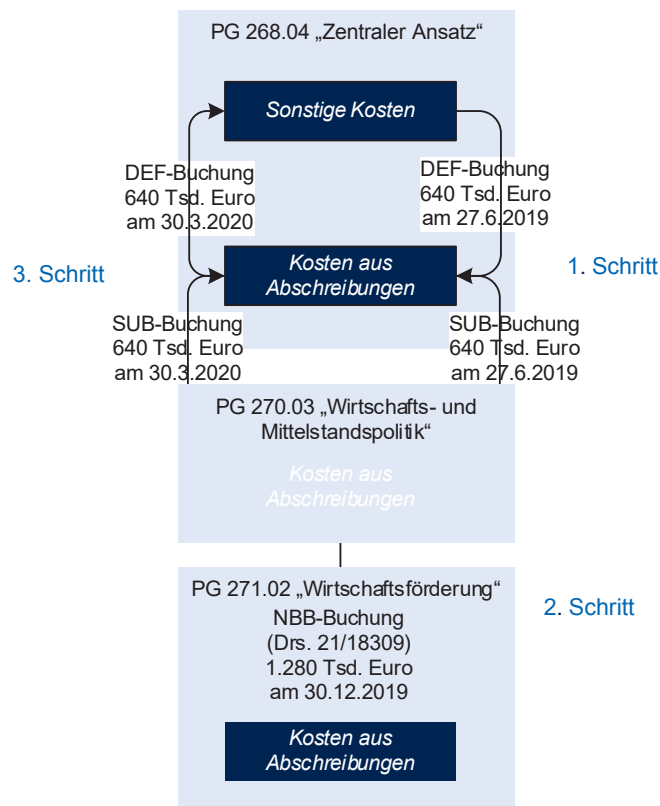 PG 268.04 „Zentraler Ansatz“
Sonstige Kosten
DEF-Buchung
640 Tsd. Euro
am 30.3.2020
DEF-Buchung
640 Tsd. Euro
am 27.6.2019
3. Schritt
Kosten aus
Abschreibungen
1. Schritt
SUB-Buchung
640 Tsd. Euro
am 30.3.2020
SUB-Buchung
640 Tsd. Euro
am 27.6.2019
PG 270.03 „Wirtschafts- und
Mittelstandspolitik“
Kosten aus
Abschreibungen
PG 271.02 „Wirtschaftsförderung“
2. Schritt
NBB-Buchung
(Drs. 21/18309)
1.280 Tsd. Euro
am 30.12.2019
Kosten aus
Abschreibungen